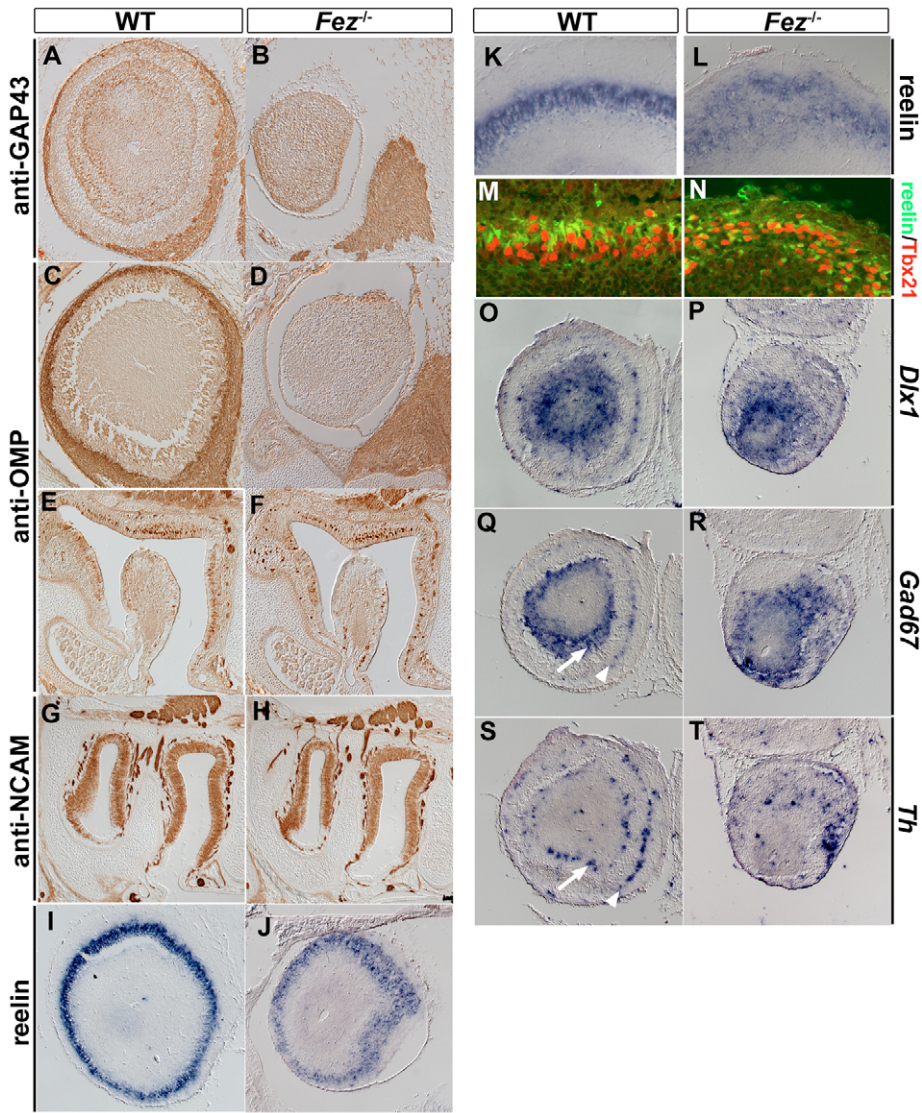 WT
Fez-/-
WT
Fez-/-
anti-GAP43
A
B
anti-OMP
C
D
E
F
anti-NCAM
G
H
reelin
I
J
K
L
reelin
M
N
reelin/Tbx21
O
P
Dlx1
Q
R
Gad67
S
T
Th